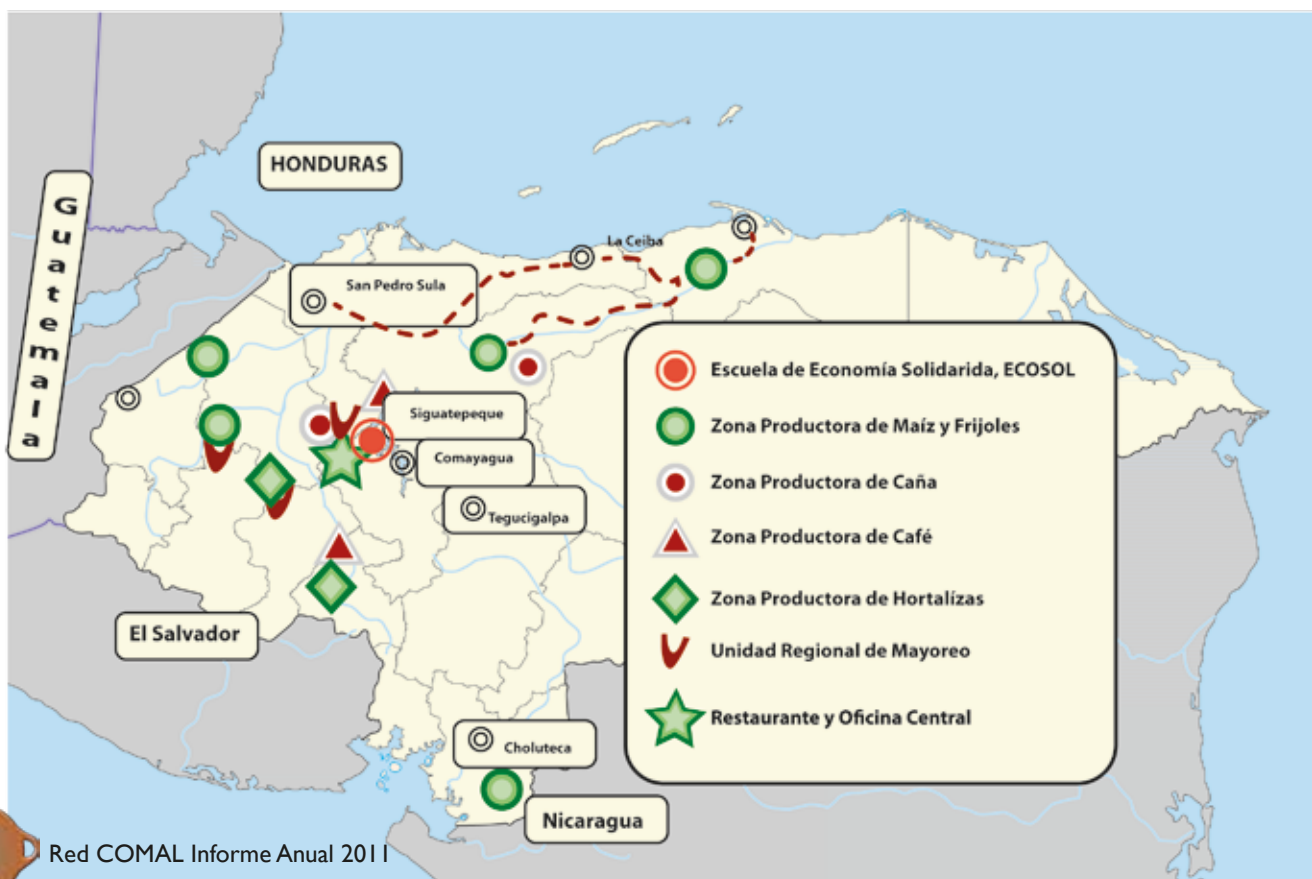 HONDURAS
Guatemala
La Ceiba
San Pedro Sula
Siguatepeque
Comayagua
Tegucigalpa
El Salvador
Choluteca
Nicaragua
Escuela de Economía Solidarida, ECOSOL
Zona Productora de Maíz y Frijoles
Zona Productora de Caña
Zona Productora de Café
Zona Productora de Hortalízas
Unidad Regional de Mayoreo
Restaurante y Oficina Central
Red COMAL Informe Anual 2011